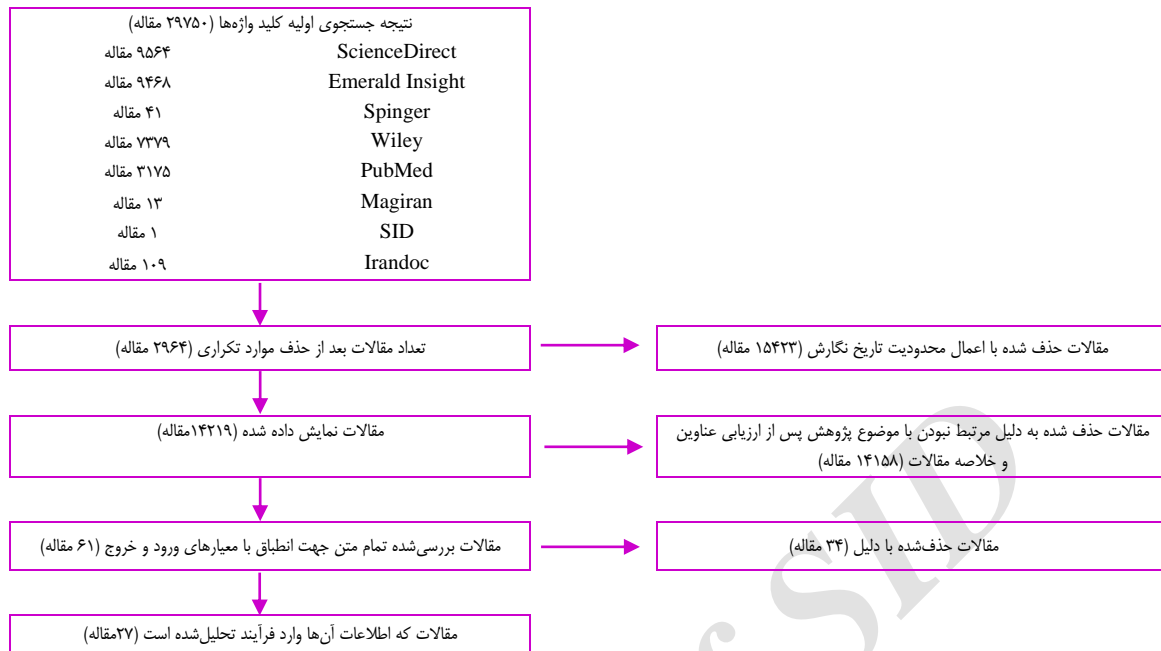 نتیجه جستجوی اولیه کلید واژه‌ها (۲۹۷۵۰ مقاله)
ScienceDirect ۹۵۶۴ مقاله
Emerald Insight ۹۴۶۸ مقاله
Spinger ۴۱ مقاله
Wiley ۷۳۷۹ مقاله
PubMed ۳۱۷۵ مقاله
Magiran ۱۳ مقاله
SID ۱ مقاله
Irandoc ۱۰۹ مقاله
تعداد مقالات بعد از حذف موارد تکراری (۲۹۶۴ مقاله)
مقالات حذف شده با اعمال محدودیت تاریخ نگارش (۱۵۴۲۳ مقاله)
مقالات نمایش داده شده (۱۴۲۱۹مقاله)
مقالات حذف شده به دلیل مرتبط نبودن با موضوع پژوهش پس از ارزیابی عناوین
و خلاصه مقالات (۱۴۱۵۸ مقاله)
مقالات بررسی‌شده تمام متن جهت انطباق با معیارهای ورود و خروج (۶۱ مقاله)
مقالات حذف‌شده با دلیل (۳۴ مقاله)
مقالات که اطلاعات آن‌ها وارد فرآیند تحلیل‌شده است (۲۷مقاله)
SID